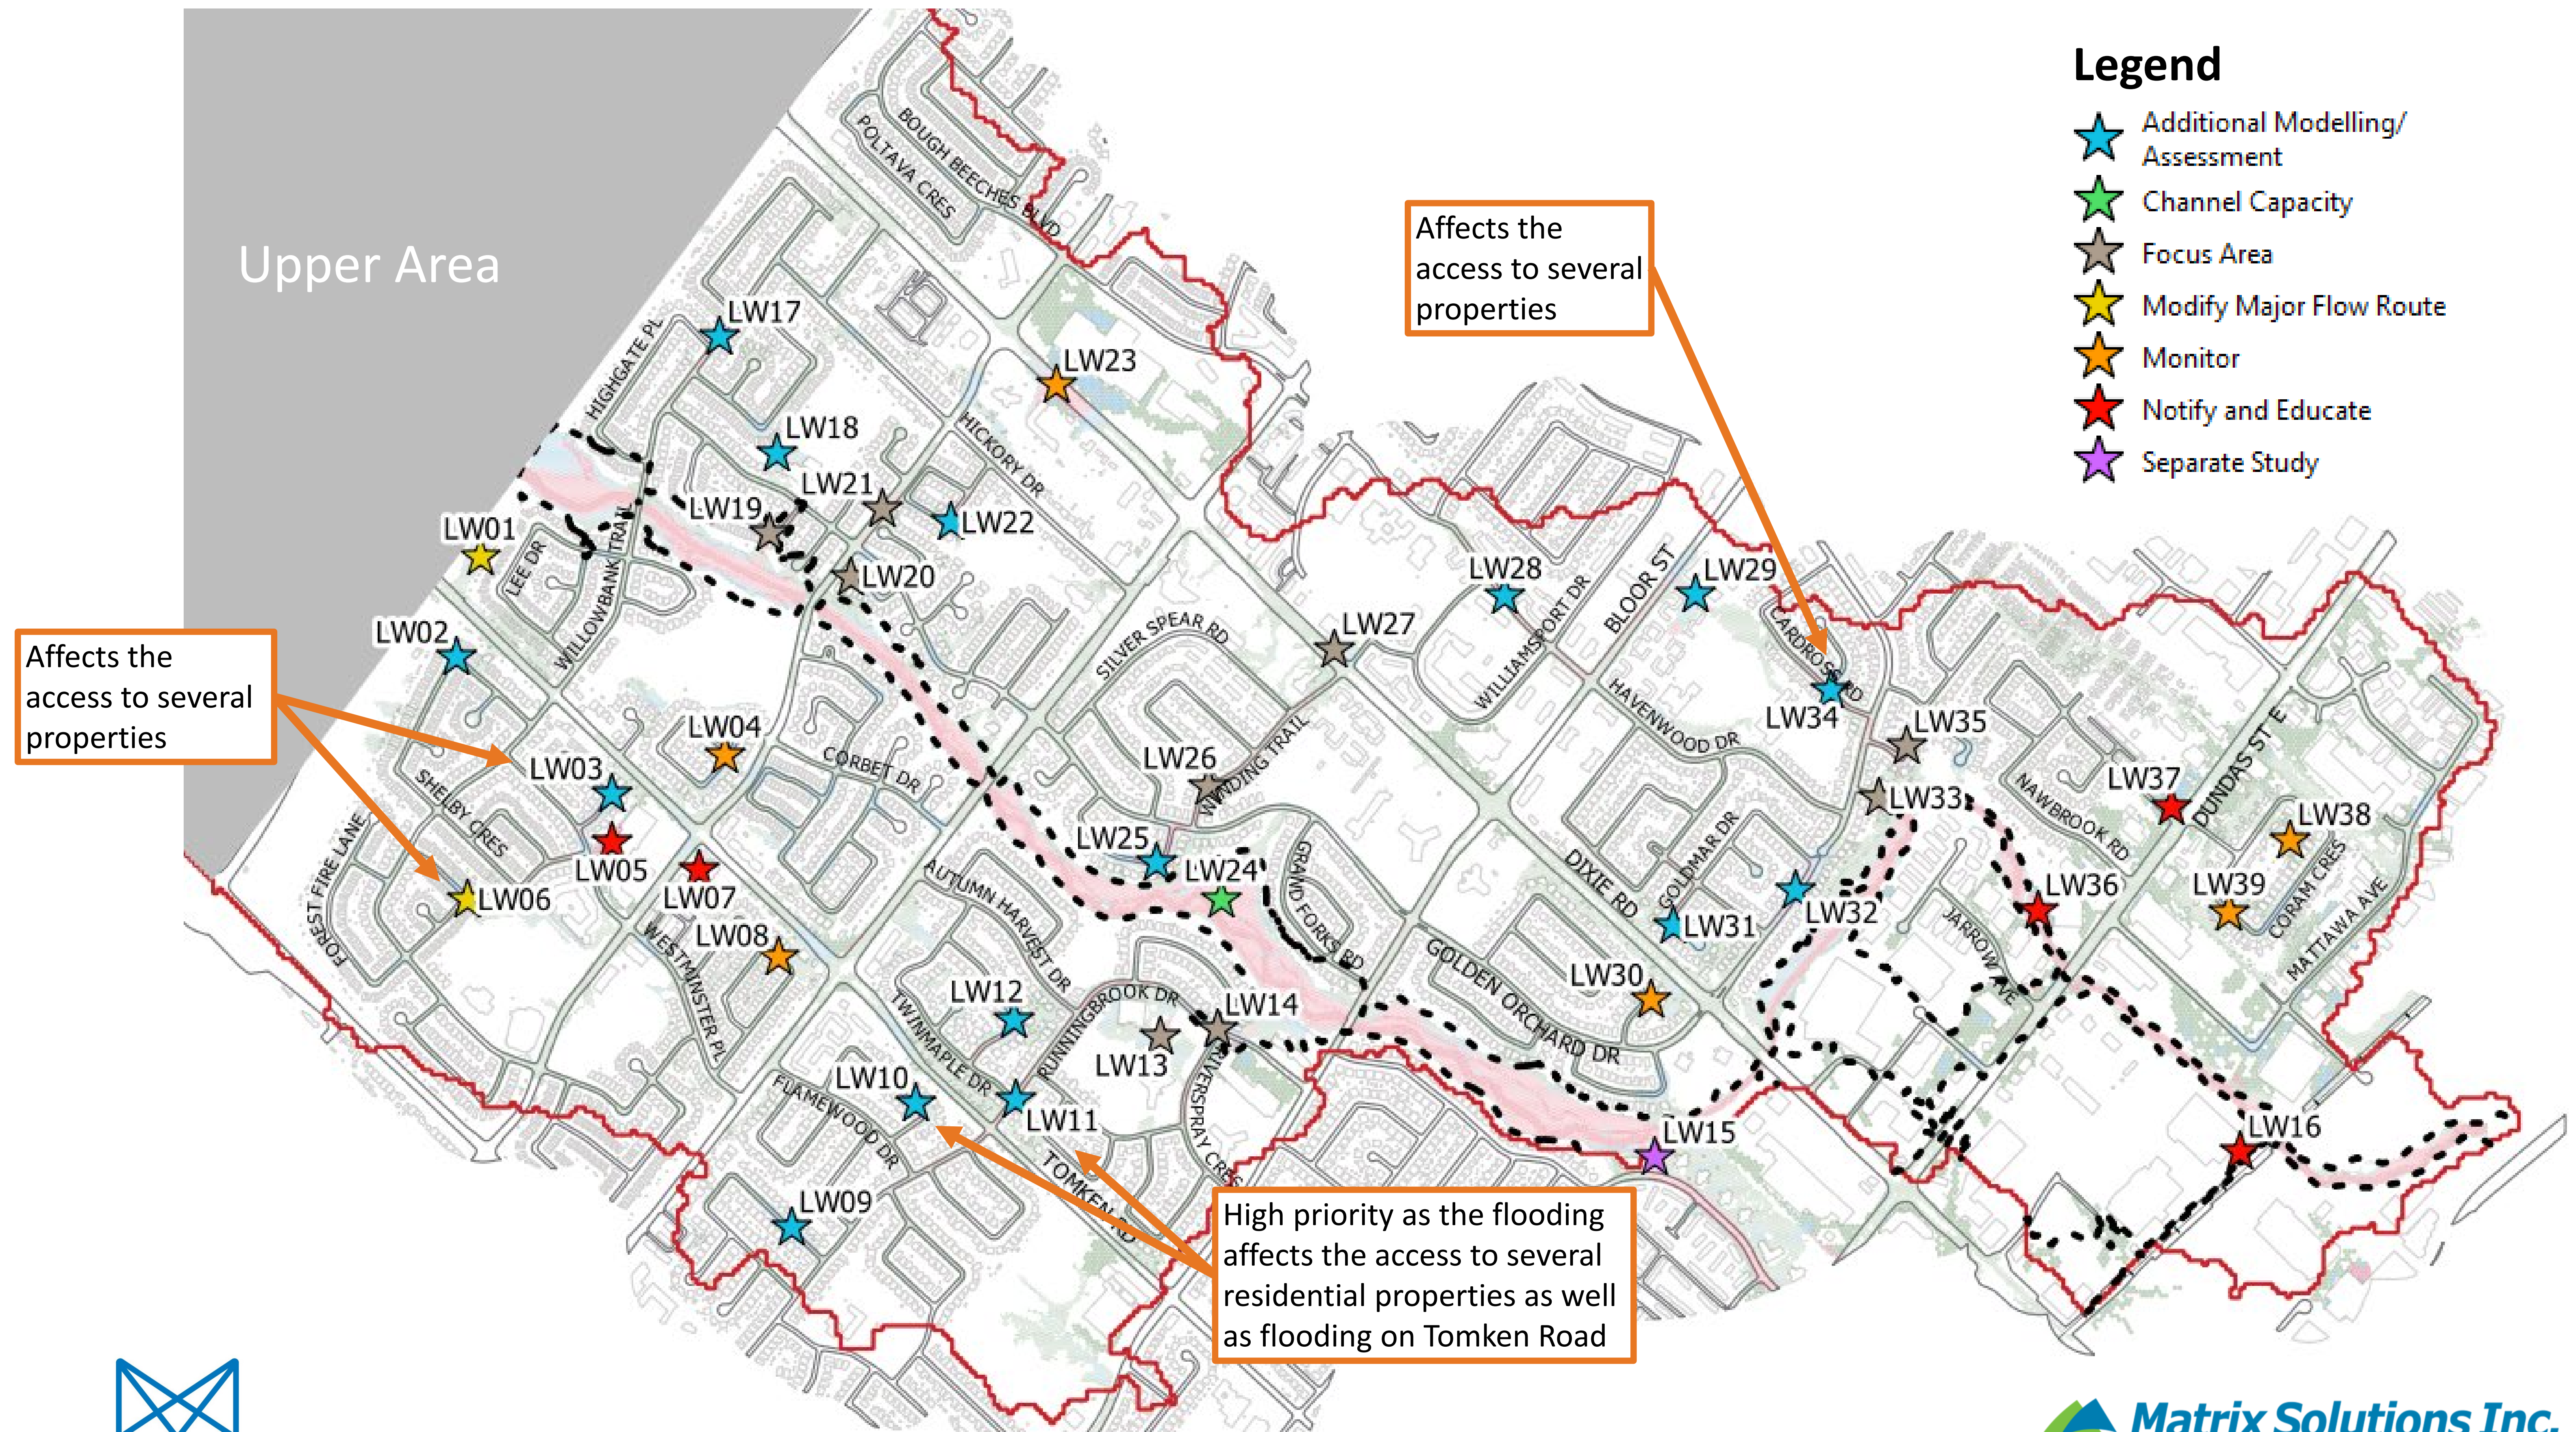 Legend
Additional Modelling/
Assessment
Channel Capacity
Focus Area
Modify Major Flow Route
Monitor
Notify and Educate
Separate Study
Upper Area
Affects the
access to several
properties
Affects the
access to several
properties
High priority as the flooding
affects the access to several
residential properties as well
as flooding on Tomken Road
POLTAVA CRES
BOUGH BEECHES BLVD
HIGHGATE PL
LW17
LW23
LW18
HICKORY DR
LW21
LW19
LW22
LW01
LEE DR
WILLOWBANK TRAIL
LW20
LW28
BLOOR ST
LW29
LW02
SILVER SPEAR RD
LW27
WILLIAMSPORT DR
CARDROSS RD
LW34
HAVENWOOD DR
LW35
LW04
CORBET DR
LW26
WINDING TRAIL
LW03
SHELBY CRES
LW33
NAWBROOK RD
LW37
DUNDAS ST E
LW38
LW05
LW07
LW25
LW24
GRAND FORKS RD
DIXIE RD
GOLDMAR DR
LW32
LW36
LW39
CORAM CRES
MATTAWA AVE
FOREST FIRE LANE
LW06
AUTUMN HARVEST DR
LW31
JARROW AVE
WESTMINSTER PL
LW08
LW12
RUNNINGBROOK DR
LW14
GOLDEN ORCHARD DR
LW30
TWINMAPLE DR
LW13
LW10
FLAMEWOOD DR
LW11
RIVERSPRAY CRES
LW15
LW16
TOMKEN RD
LW09
Matrix Solutions Inc.